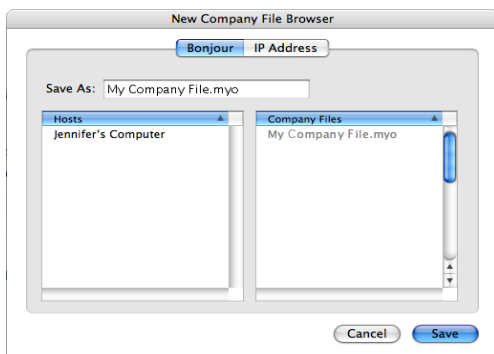 New Company File Browser
Bonjour IP Address
Save As: My Company File.myo
Hosts Company Files
Jennifer's Computer My Company File.myo
Cancel Save